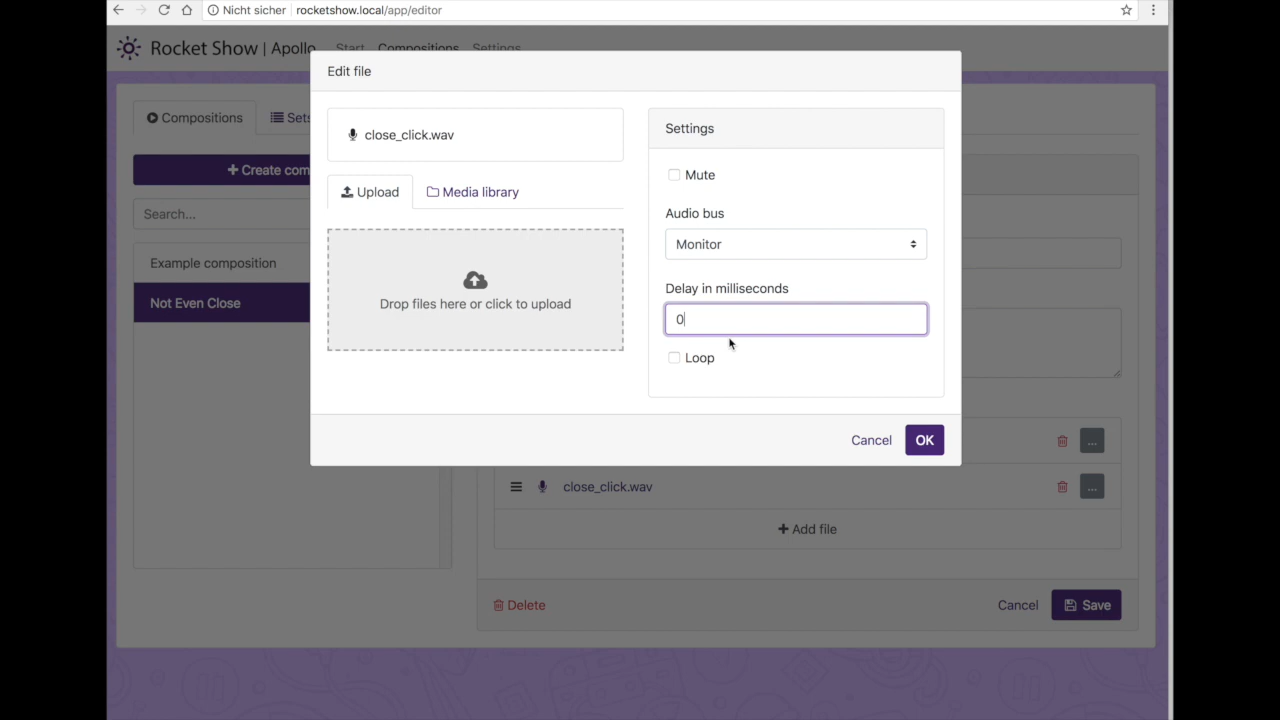 Nicht sicher rocketshow.local/app/editor
Rocket Show | Apollo Start Compositions Settings
Edit file
Compositions Sets
close_click.wav
Settings
Create com
Upload Media library
Mute
Search...
Audio bus
Monitor
Example composition
Drop files here or click to upload
Delay in milliseconds
Not Even Close
0
Loop
Cancel OK
...
close_click.wav ...
Add file
Delete Cancel Save